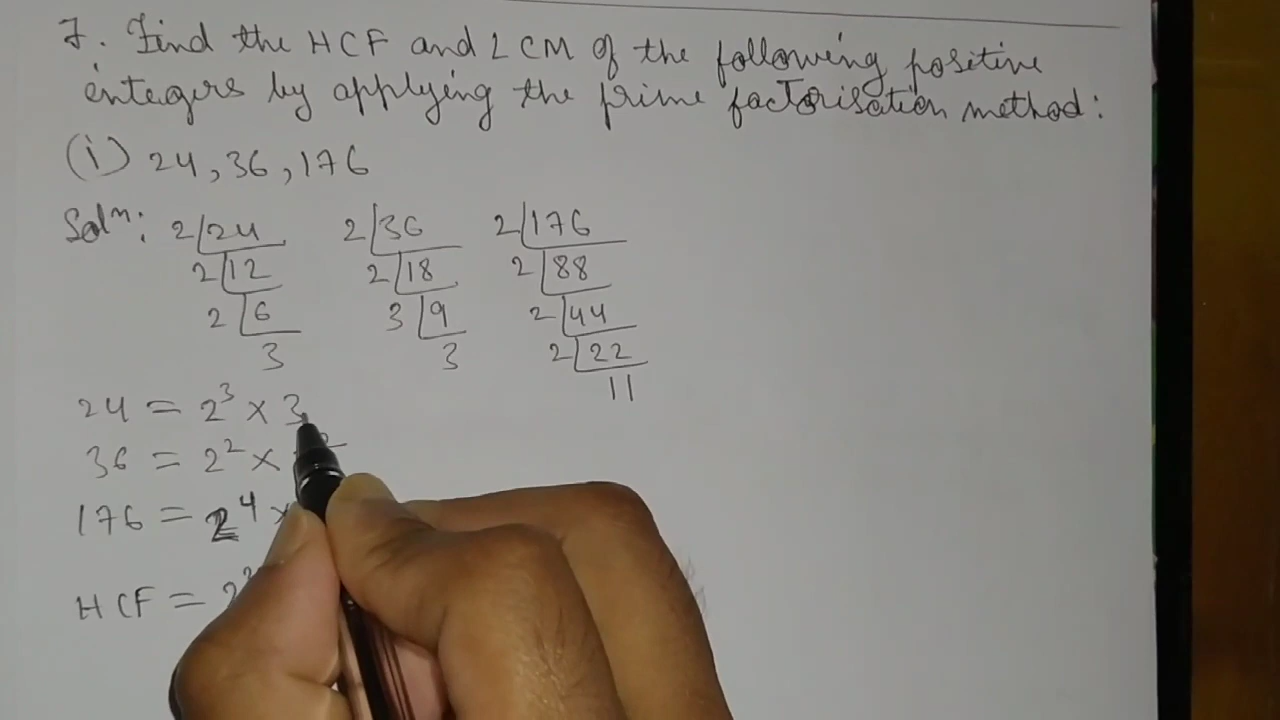 7. Find the HCF and LCM of the following positive
integers by applying the prime factorisation method:
(i) 24, 36, 176
Solⁿ: 2 24 2 36 2 176
2 12 2 18 2 88
2 6 3 9 2 44
3 3 2 22
11
24 = 2³ × 3
36 = 2² ×
176 = 2⁴ ×
HCF = 2